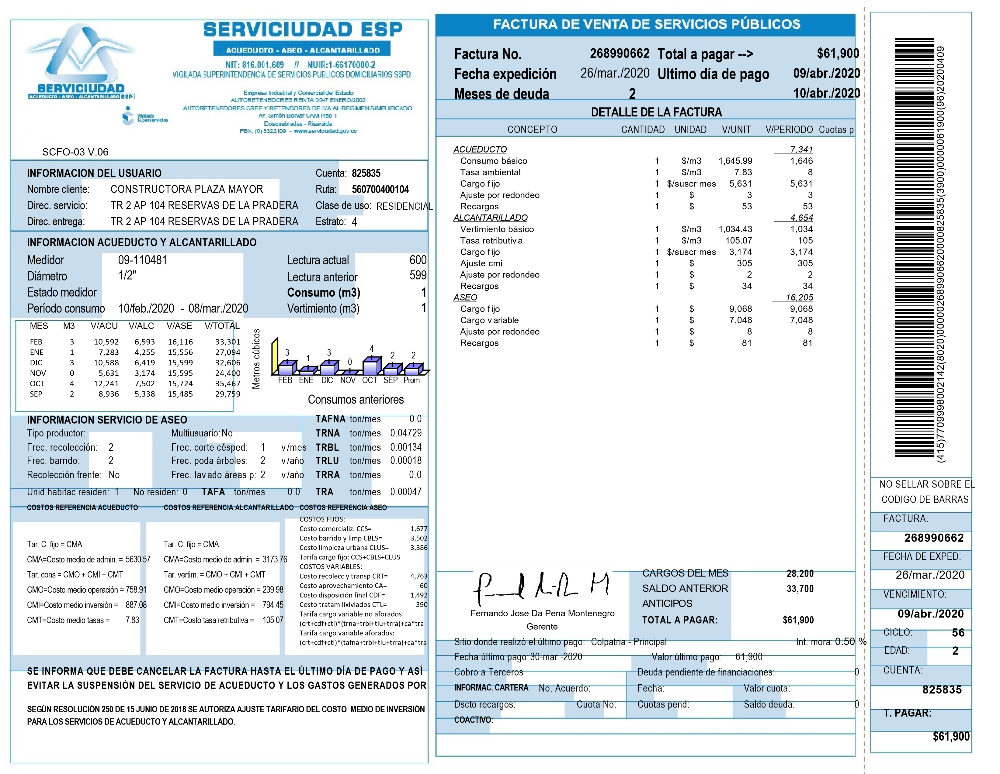 SERVICIUDAD
ACUEDUCTO - ASEO - ALCANTARILLADO ESP
Vigilado
Superservicios
SERVICIUDAD ESP
ACUEDUCTO - ASEO - ALCANTARILLADO
NIT: 816.001.609 // NUIR:1-66170000-2
VIGILADA SUPERINTENDENCIA DE SERVICIOS PUBLICOS DOMICILIARIOS SSPD
Empresa Industrial y Comercial del Estado
AUTORETENEDORES RENTA 0547 ENERO/2002
AUTORETENEDORES CREE Y RETENDORES DE IVA AL REGIMEN SIMPLIFICADO
Av. Simón Bolivar CAM Piso 1
Dosquebradas - Risaralda
PBX: (6) 3322109 - www.serviciudad.gov.co
SCFO-03 V.06
INFORMACION DEL USUARIO Cuenta: 825835
Nombre cliente: CONSTRUCTORA PLAZA MAYOR Ruta: 560700400104
Direc. servicio: TR 2 AP 104 RESERVAS DE LA PRADERA Clase de uso: RESIDENCIAL
Direc. entrega: TR 2 AP 104 RESERVAS DE LA PRADERA Estrato: 4
INFORMACION ACUEDUCTO Y ALCANTARILLADO
Medidor 09-110481 Lectura actual 600
Diámetro 1/2" Lectura anterior 599
Estado medidor Consumo (m3) 1
Período consumo 10/feb./2020 - 08/mar./2020 Vertimiento (m3) 1
MES M3 V/ACU V/ALC V/ASE V/TOTAL
FEB 3 10,592 6,593 16,116 33,301
ENE 1 7,283 4,255 15,556 27,094
DIC 3 10,588 6,419 15,599 32,606
NOV 0 5,631 3,174 15,595 24,400
OCT 4 12,241 7,502 15,724 35,467
SEP 2 8,936 5,338 15,485 29,759
Metros cúbicos
3 1 3 0 4 2 2
FEB ENE DIC NOV OCT SEP Prom
Consumos anteriores
INFORMACION SERVICIO DE ASEO TAFNA ton/mes 0.0
Tipo productor: Multiusuario: No TRNA ton/mes 0.04729
Frec. recolección: 2 Frec. corte césped: 1 v/mes TRBL ton/mes 0.00134
Frec. barrido: 2 Frec. poda árboles: 2 v/año TRLU ton/mes 0.00018
Recolección frente: No Frec. lavado áreas p: 2 v/año TRRA ton/mes 0.0
Unid habitac residen: 1 No residen: 0 TAFA ton/mes 0.0 TRA ton/mes 0.00047
COSTOS REFERENCIA ACUEDUCTO
Tar. C. fijo = CMA
CMA=Costo medio de admin. = 5630.57
Tar. cons = CMO + CMI + CMT
CMO=Costo medio operación = 758.91
CMI=Costo medio inversión = 887.08
CMT=Costo medio tasas = 7.83
COSTOS REFERENCIA ALCANTARILLADO
Tar. C. fijo = CMA
CMA=Costo medio de admin. = 3173.76
Tar. vertim. = CMO + CMI + CMT
CMO=Costo medio operación = 239.98
CMI=Costo medio inversión = 794.45
CMT=Costo tasa retributiva = 105.07
COSTOS REFERENCIA ASEO
COSTOS FIJOS:
Costo comercializ. CCS= 1,677
Costo barrido y limp CBLS= 3,502
Costo limpieza urbana CLUS= 3,386
Tarifa cargo fijo: CCS+CBLS+CLUS
COSTOS VARIABLES:
Costo recolecc y transp CRT= 4,763
Costo aprovechamiento CA= 60
Costo disposición final CDF= 1,492
Costo tratam lixiviados CTL= 390
Tarifa cargo variable no aforados:
(crt+cdf+ctl)*(trna+trbl+tlu+trra)+ca*tra
Tarifa cargo variable aforados:
(crt+cdf+ctl)*(tafna+trbl+tlu+trra)+ca*tra
SE INFORMA QUE DEBE CANCELAR LA FACTURA HASTA EL ÚLTIMO DÍA DE PAGO Y ASÍ
EVITAR LA SUSPENSIÓN DEL SERVICIO DE ACUEDUCTO Y LOS GASTOS GENERADOS POR
SEGÚN RESOLUCIÓN 250 DE 15 JUNIO DE 2018 SE AUTORIZA AJUSTE TARIFARIO DEL COSTO MEDIO DE INVERSIÓN
PARA LOS SERVICIOS DE ACUEDUCTO Y ALCANTARILLADO.
FACTURA DE VENTA DE SERVICIOS PÚBLICOS
Factura No. 268990662 Total a pagar --> $61,900
Fecha expedición 26/mar./2020 Ultimo día de pago 09/abr./2020
Meses de deuda 2 10/abr./2020
DETALLE DE LA FACTURA
CONCEPTO CANTIDAD UNIDAD V/UNIT V/PERIODO Cuotas p
ACUEDUCTO 7,341
Consumo básico 1 $/m3 1,645.99 1,646
Tasa ambiental 1 $/m3 7.83 8
Cargo fijo 1 $/suscr mes 5,631 5,631
Ajuste por redondeo 1 $ 3 3
Recargos 1 $ 53 53
ALCANTARILLADO 4,654
Vertimiento básico 1 $/m3 1,034.43 1,034
Tasa retributiva 1 $/m3 105.07 105
Cargo fijo 1 $/suscr mes 3,174 3,174
Ajuste cmi 1 $ 305 305
Ajuste por redondeo 1 $ 2 2
Recargos 1 $ 34 34
ASEO 16,205
Cargo fijo 1 $ 9,068 9,068
Cargo variable 1 $ 7,048 7,048
Ajuste por redondeo 1 $ 8 8
Recargos 1 $ 81 81
Fernando Jose Da Pena Montenegro
Gerente
CARGOS DEL MES 28,200
SALDO ANTERIOR 33,700
ANTICIPOS
TOTAL A PAGAR: $61,900
Sitio donde realizó el último pago: Colpatria - Principal Int. mora: 0.50 %
Fecha último pago: 30-mar.-2020 Valor último pago: 61,900
Cobro a Terceros Deuda pendiente de financiaciones: 0
INFORMAC. CARTERA No. Acuerdo: Fecha: Valor cuota:
Dscto recargos: Cuota No: Cuotas pend: Saldo deuda: 0
COACTIVO:
(415)7709998002142(8020)000002689906620000825835(3900)0000061900(96)20200409
NO SELLAR SOBRE EL
CODIGO DE BARRAS
FACTURA:
268990662
FECHA DE EXPED:
26/mar./2020
VENCIMIENTO:
09/abr./2020
CICLO: 56
EDAD: 2
CUENTA:
825835
T. PAGAR:
$61,900